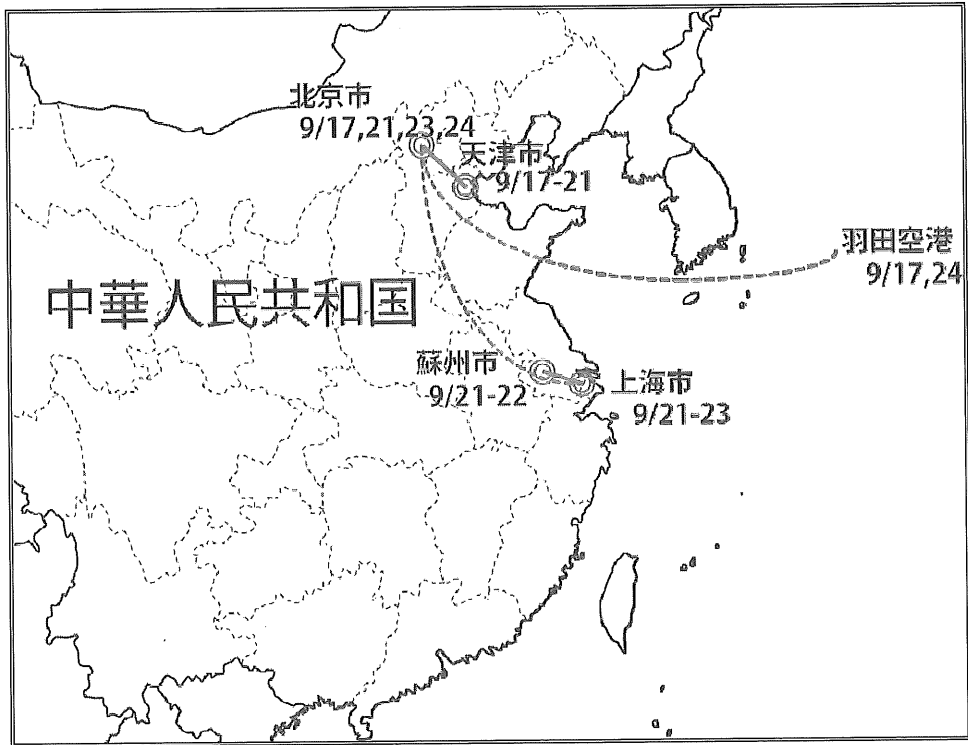 北京市
9/17,21,23,24
天津市
9/17-21
羽田空港
9/17,24
中華人民共和国
蘇州市
9/21-22
上海市
9/21-23